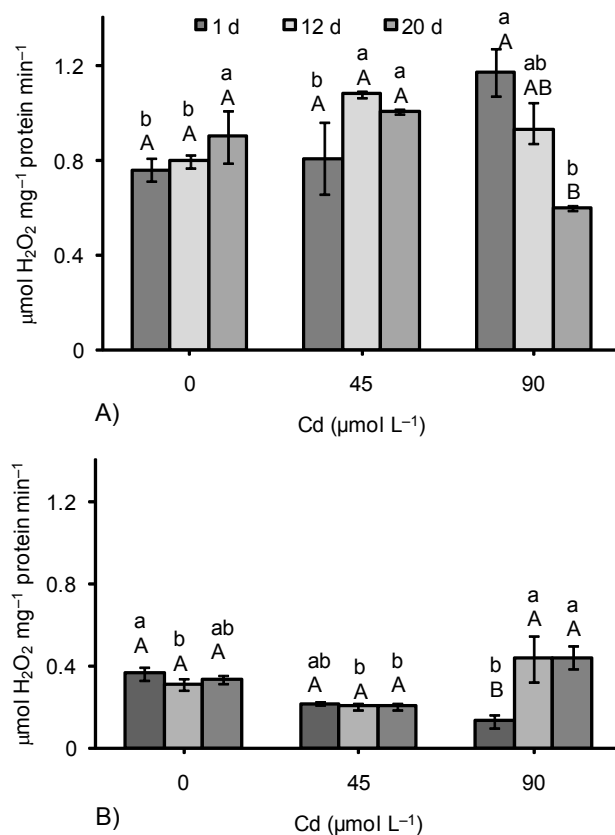 1 d 12 d 20 d
μmol H₂O₂ mg⁻¹ protein min⁻¹
1.2
0.8
0.4
0
b
A
b
A
a
A
b
A
a
A
a
A
a
A
ab
AB
b
B
0 45 90
A)
Cd (μmol L⁻¹)
μmol H₂O₂ mg⁻¹ protein min⁻¹
1.2
0.8
0.4
0
a
A
b
A
ab
A
ab
A
b
A
b
A
b
B
a
A
a
A
0 45 90
B)
Cd (μmol L⁻¹)